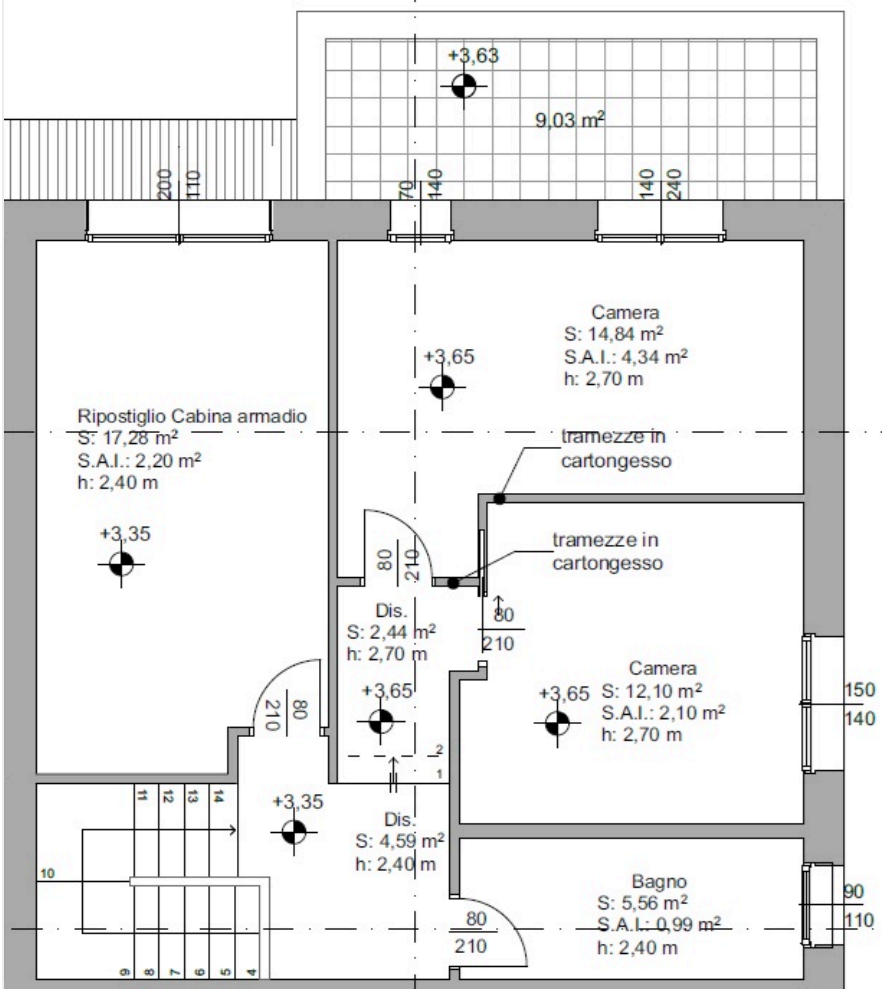 +3,63
9,03 m²
200
110
70
140
140
240
Camera
S: 14,84 m²
S.A.I.: 4,34 m²
h: 2,70 m
+3,65
Ripostiglio Cabina armadio
S: 17,28 m²
S.A.I.: 2,20 m²
h: 2,40 m
tramezze in
cartongesso
+3,35
tramezze in
cartongesso
80
210
Dis.
S: 2,44 m²
h: 2,70 m
80
210
+3,65
Camera
S: 12,10 m²
S.A.I.: 2,10 m²
h: 2,70 m
+3,65
150
140
80
210
2
1
11
12
13
14
+3,35
Dis.
S: 4,59 m²
h: 2,40 m
10
Bagno
S: 5,56 m²
S.A.I.: 0,99 m²
h: 2,40 m
90
110
80
210
9
8
7
6
5
4